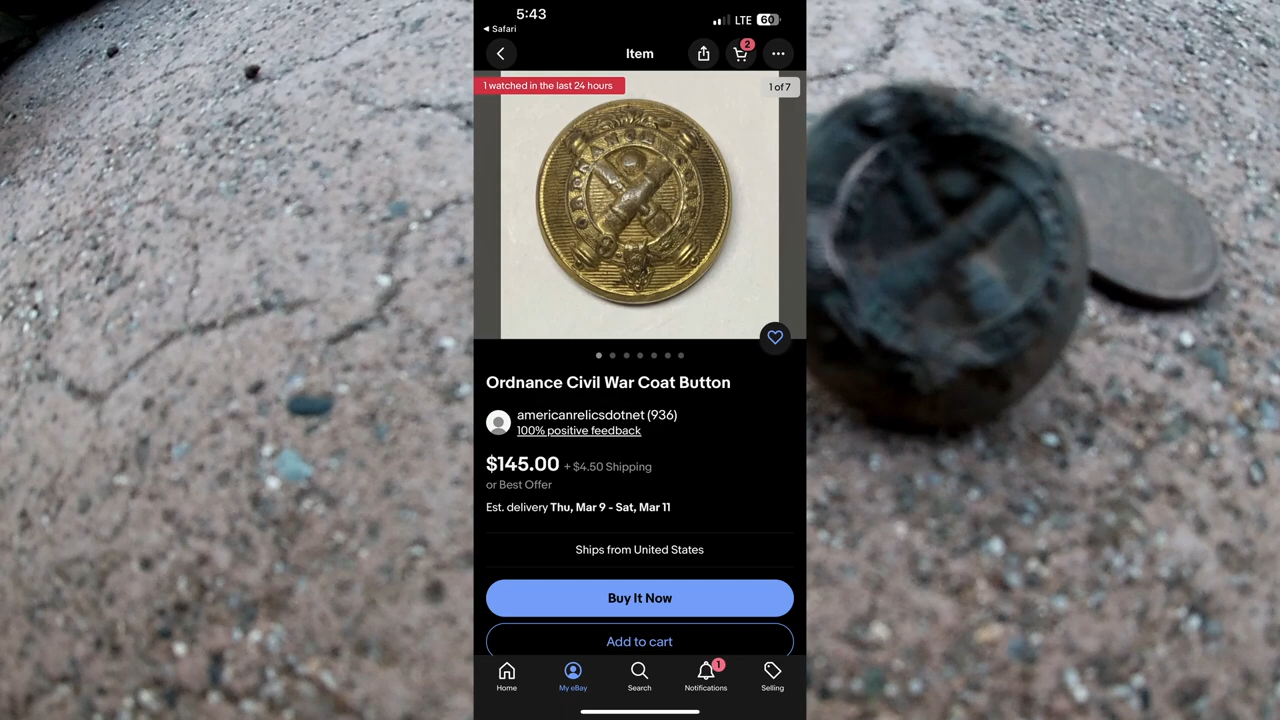 5:43
LTE
60
Safari
Item
2
1 watched in the last 24 hours
1 of 7
Ordnance Civil War Coat Button
americanrelicsdotnet (936)
100% positive feedback
$145.00 + $4.50 Shipping
or Best Offer
Est. delivery Thu, Mar 9 - Sat, Mar 11
Ships from United States
Buy It Now
Add to cart
1
Home
My eBay
Search
Notifications
Selling